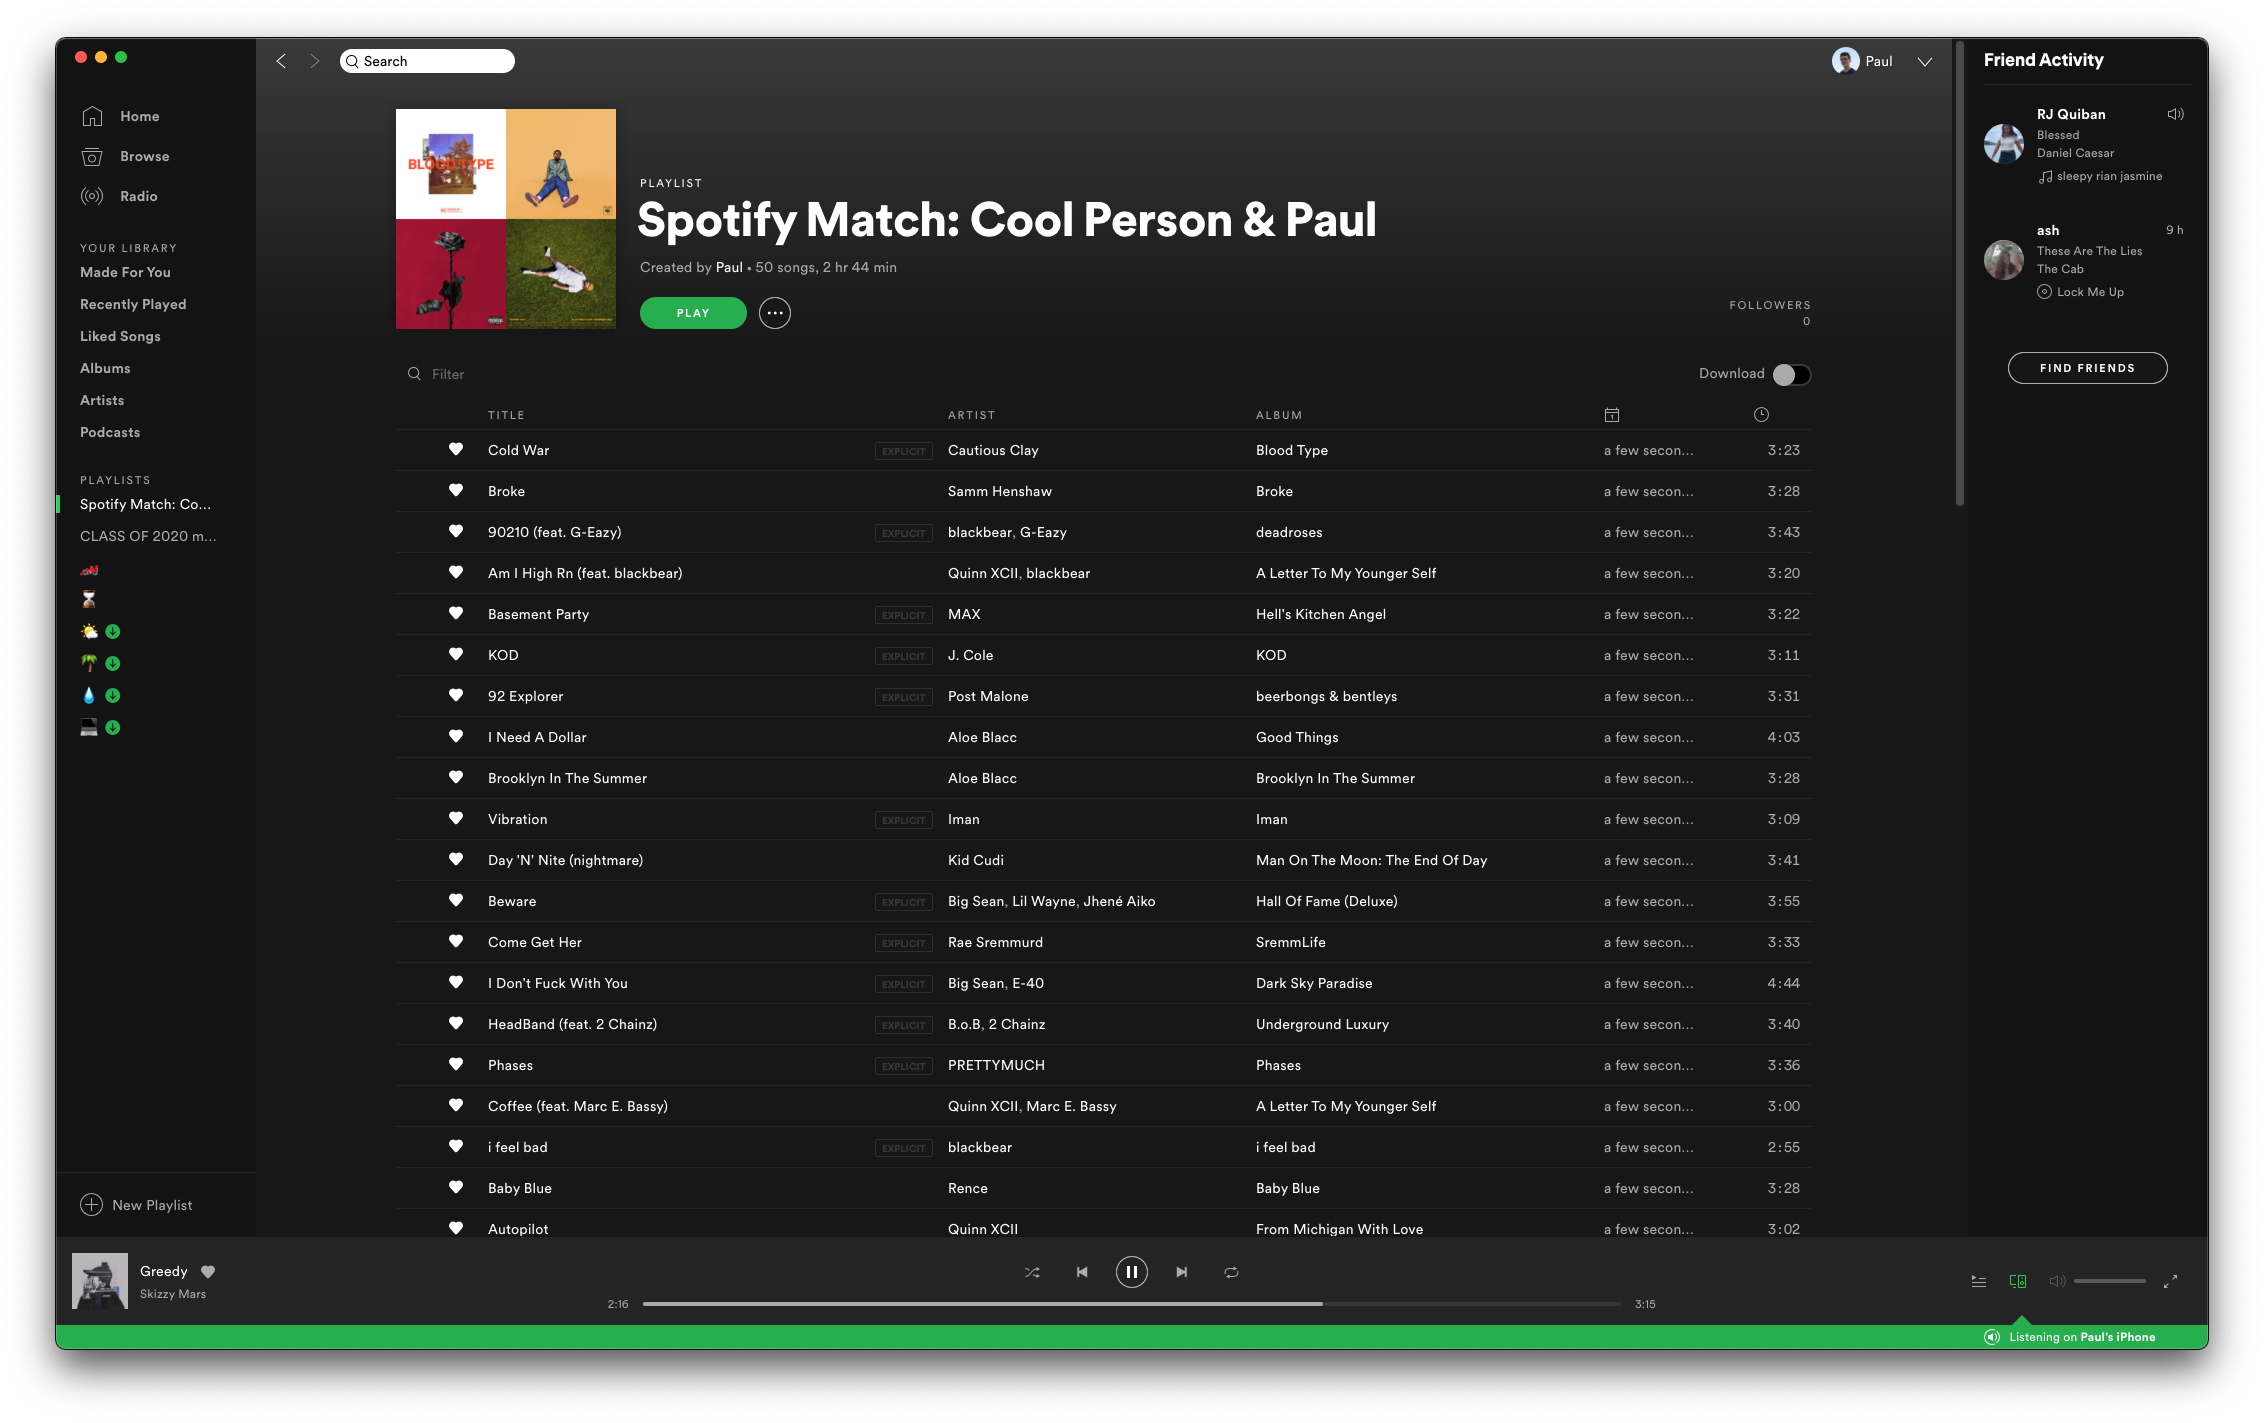 Search
Paul
Home
Browse
Radio
YOUR LIBRARY
Made For You
Recently Played
Liked Songs
Albums
Artists
Podcasts
PLAYLISTS
Spotify Match: Co...
CLASS OF 2020 m...
New Playlist
BLOOD TYPE
PLAYLIST
Spotify Match: Cool Person & Paul
Created by Paul • 50 songs, 2 hr 44 min
PLAY
FOLLOWERS
0
Filter
Download
TITLE ARTIST ALBUM
Cold War EXPLICIT Cautious Clay Blood Type a few secon... 3:23
Broke Samm Henshaw Broke a few secon... 3:28
90210 (feat. G-Eazy) EXPLICIT blackbear, G-Eazy deadroses a few secon... 3:43
Am I High Rn (feat. blackbear) Quinn XCII, blackbear A Letter To My Younger Self a few secon... 3:20
Basement Party EXPLICIT MAX Hell's Kitchen Angel a few secon... 3:22
KOD EXPLICIT J. Cole KOD a few secon... 3:11
92 Explorer EXPLICIT Post Malone beerbongs & bentleys a few secon... 3:31
I Need A Dollar Aloe Blacc Good Things a few secon... 4:03
Brooklyn In The Summer Aloe Blacc Brooklyn In The Summer a few secon... 3:28
Vibration EXPLICIT Iman Iman a few secon... 3:09
Day 'N' Nite (nightmare) Kid Cudi Man On The Moon: The End Of Day a few secon... 3:41
Beware EXPLICIT Big Sean, Lil Wayne, Jhené Aiko Hall Of Fame (Deluxe) a few secon... 3:55
Come Get Her EXPLICIT Rae Sremmurd SremmLife a few secon... 3:33
I Don't Fuck With You EXPLICIT Big Sean, E-40 Dark Sky Paradise a few secon... 4:44
HeadBand (feat. 2 Chainz) EXPLICIT B.o.B, 2 Chainz Underground Luxury a few secon... 3:40
Phases EXPLICIT PRETTYMUCH Phases a few secon... 3:36
Coffee (feat. Marc E. Bassy) Quinn XCII, Marc E. Bassy A Letter To My Younger Self a few secon... 3:00
i feel bad EXPLICIT blackbear i feel bad a few secon... 2:55
Baby Blue Rence Baby Blue a few secon... 3:28
Autopilot Quinn XCII From Michigan With Love a few secon... 3:02
Friend Activity
RJ Quiban
Blessed
Daniel Caesar
sleepy rian jasmine
ash 9 h
These Are The Lies
The Cab
Lock Me Up
FIND FRIENDS
Greedy
Skizzy Mars
2:16 3:15
Listening on Paul's iPhone